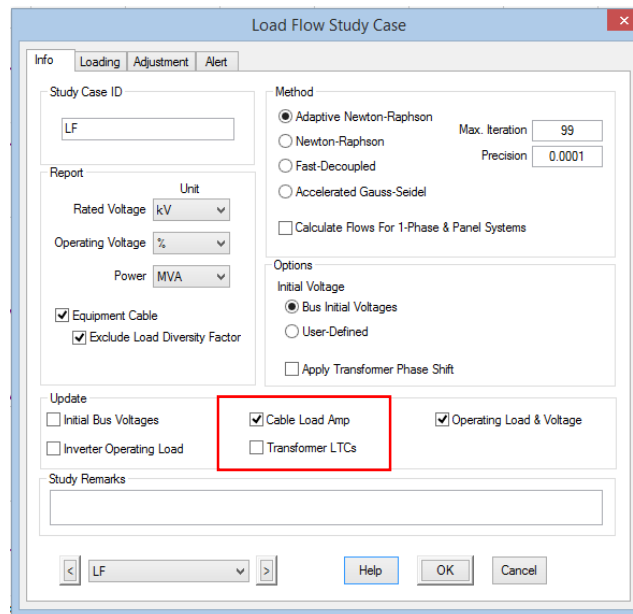 Load Flow Study Case
Info Loading Adjustment Alert
Study Case ID
LF
Report
Unit
Rated Voltage kV
Operating Voltage %
Power MVA
Equipment Cable
Exclude Load Diversity Factor
Method
Adaptive Newton-Raphson
Newton-Raphson
Fast-Decoupled
Accelerated Gauss-Seidel
Max. Iteration 99
Precision 0.0001
Calculate Flows For 1-Phase & Panel Systems
Options
Initial Voltage
Bus Initial Voltages
User-Defined
Apply Transformer Phase Shift
Update
Initial Bus Voltages Cable Load Amp Operating Load & Voltage
Inverter Operating Load Transformer LTCs
Study Remarks
< LF > Help OK Cancel